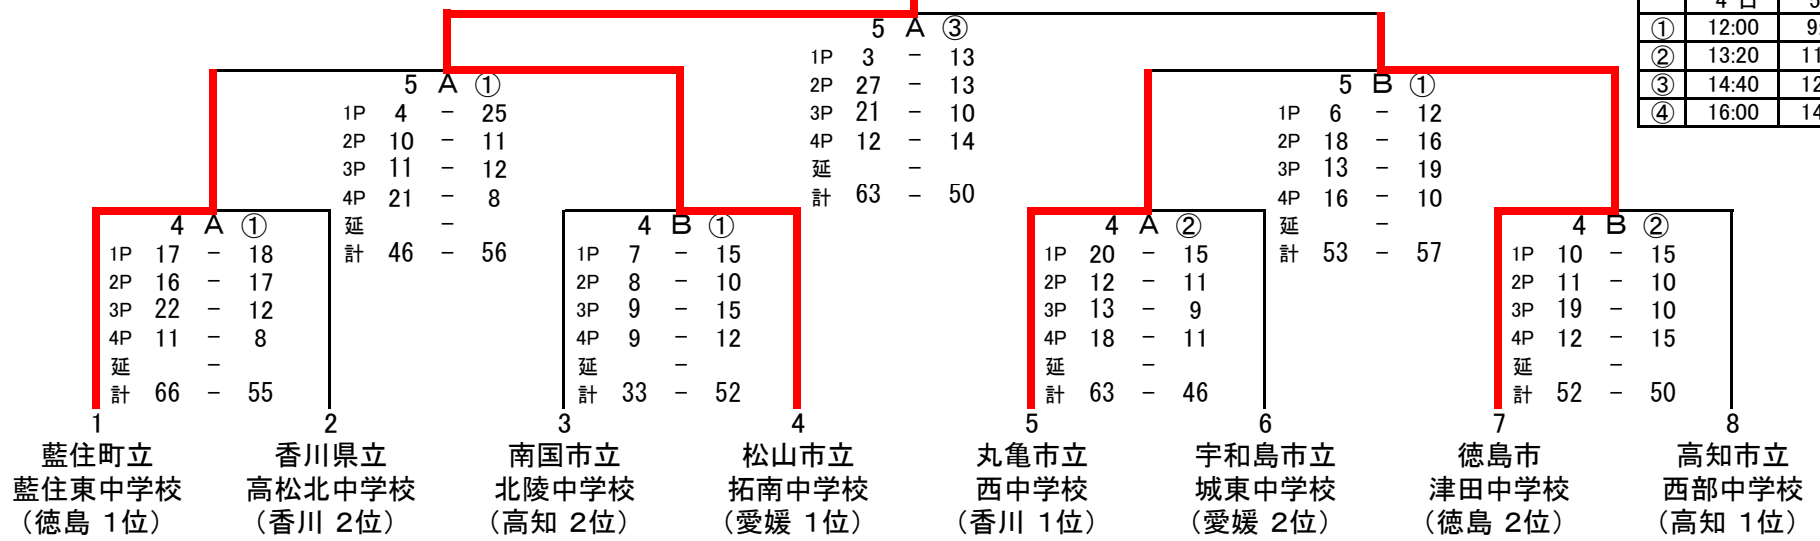 4 日 5
① 12:00 9
② 13:20 11
③ 14:40 12
④ 16:00 14
5 A ③
1P 3 - 13
2P 27 - 13
3P 21 - 10
4P 12 - 14
延 -
計 63 - 50
5 A ①
1P 4 - 25
2P 10 - 11
3P 11 - 12
4P 21 - 8
延 -
計 46 - 56
5 B ①
1P 6 - 12
2P 18 - 16
3P 13 - 19
4P 16 - 10
延 -
計 53 - 57
4 A ①
1P 17 - 18
2P 16 - 17
3P 22 - 12
4P 11 - 8
延 -
計 66 - 55
4 B ①
1P 7 - 15
2P 8 - 10
3P 9 - 15
4P 9 - 12
延 -
計 33 - 52
4 A ②
1P 20 - 15
2P 12 - 11
3P 13 - 9
4P 18 - 11
延 -
計 63 - 46
4 B ②
1P 10 - 15
2P 11 - 10
3P 19 - 10
4P 12 - 15
延 -
計 52 - 50
1
藍住町立
藍住東中学校
（徳島 1位）
2
香川県立
高松北中学校
（香川 2位）
3
南国市立
北陵中学校
（高知 2位）
4
松山市立
拓南中学校
（愛媛 1位）
5
丸亀市立
西中学校
（香川 1位）
6
宇和島市立
城東中学校
（愛媛 2位）
7
徳島市
津田中学校
（徳島 2位）
8
高知市立
西部中学校
（高知 1位）